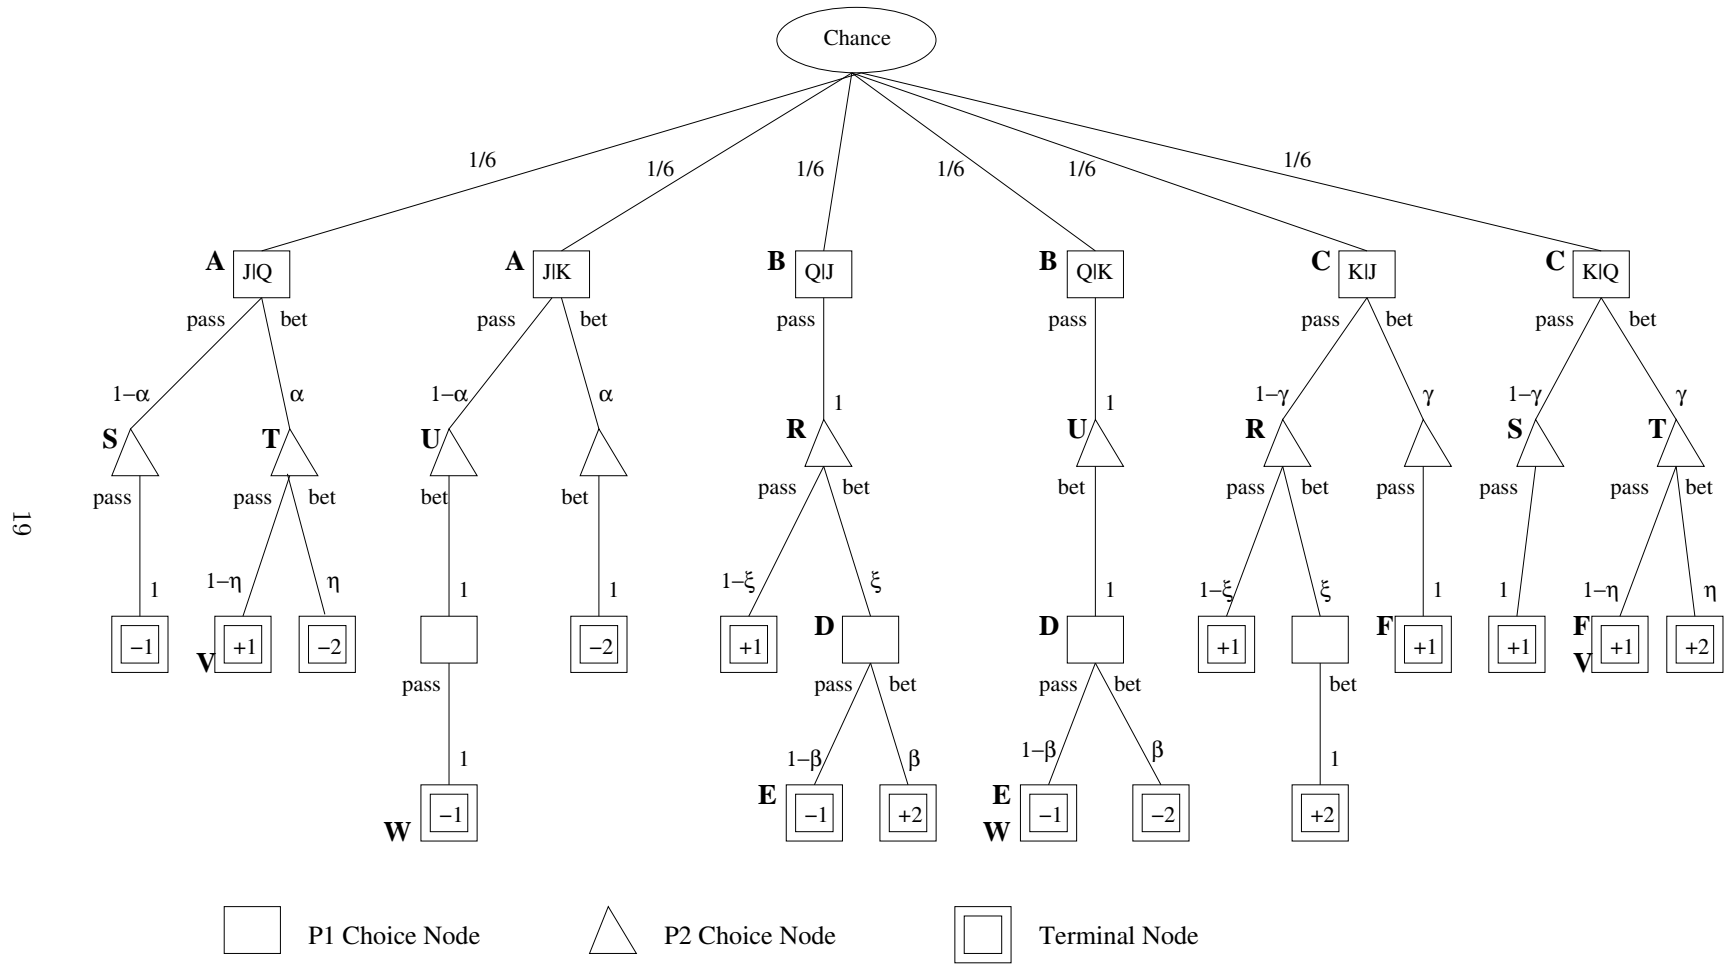 Chance
1/6 1/6 1/6 1/6 1/6 1/6
A J|Q A J|K B Q|J B Q|K C K|J C K|Q
pass bet pass bet pass pass pass bet pass bet
1−α α 1−α α 1 1 1−γ γ 1−γ γ
S T U R U R S T
pass pass bet bet bet pass bet bet pass bet pass pass pass bet
19
1 1−η η 1 1 1−ξ ξ 1 1−ξ ξ 1 1 1−η η
−1 V +1 −2 −2 +1 D D +1 F +1 +1 F V +1 +2
pass pass bet pass bet bet
1 1−β β 1−β β 1
W −1 E −1 +2 E W −1 −2 +2
P1 Choice Node P2 Choice Node Terminal Node